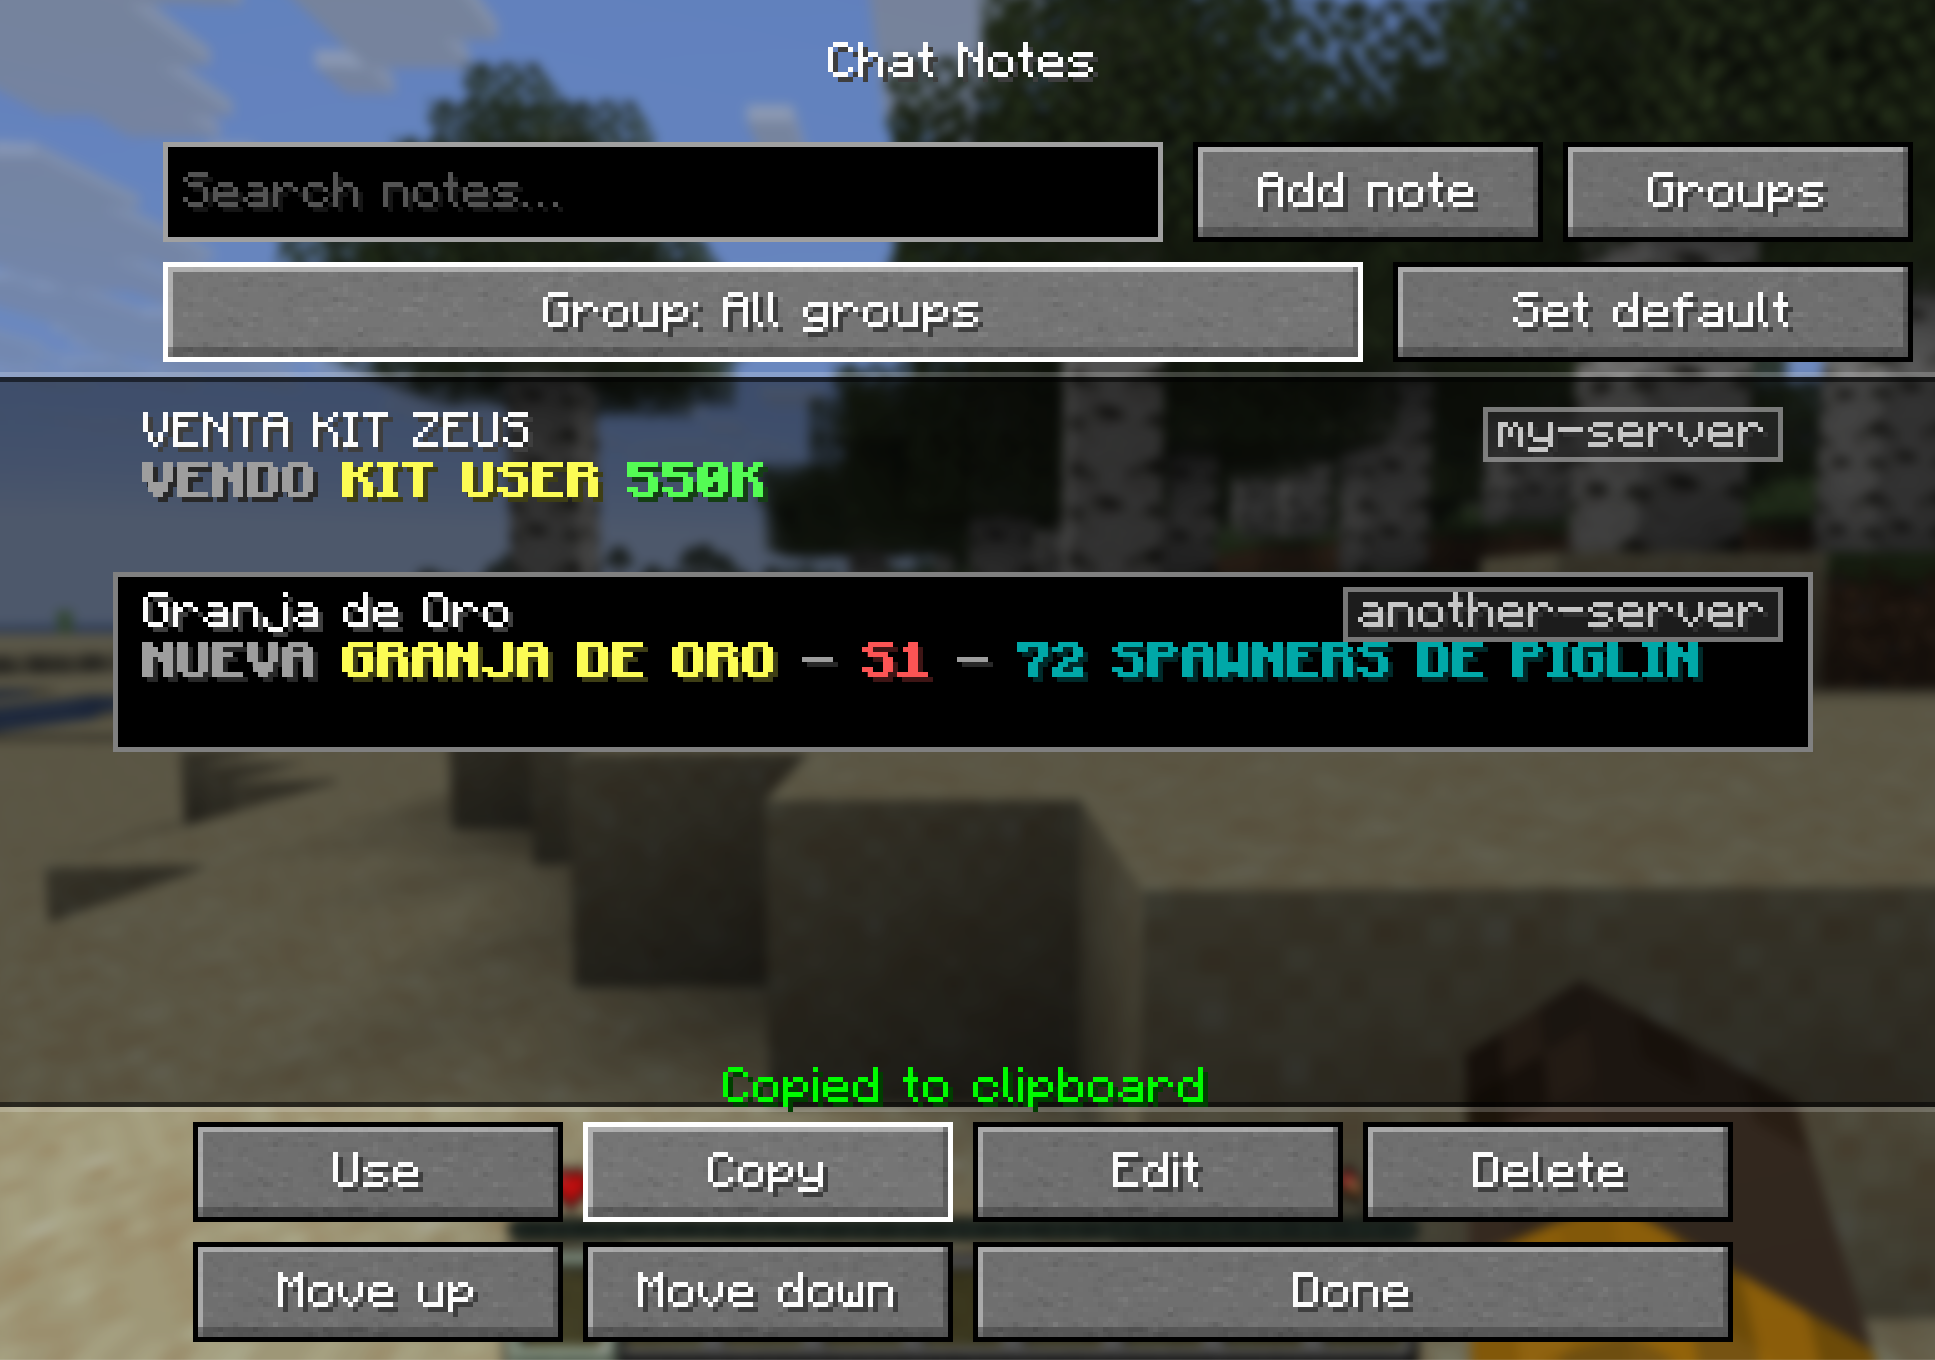 Chat Notes
Search notes...
Add note
Groups
Group: All groups
Set default
VENTA KIT ZEUS
my-server
VENDO KIT USER 550K
Granja de Oro
another-server
NUEVA GRANJA DE ORO - S1 - 72 SPAWNERS DE PIGLIN
Copied to clipboard
Use
Copy
Edit
Delete
Move up
Move down
Done